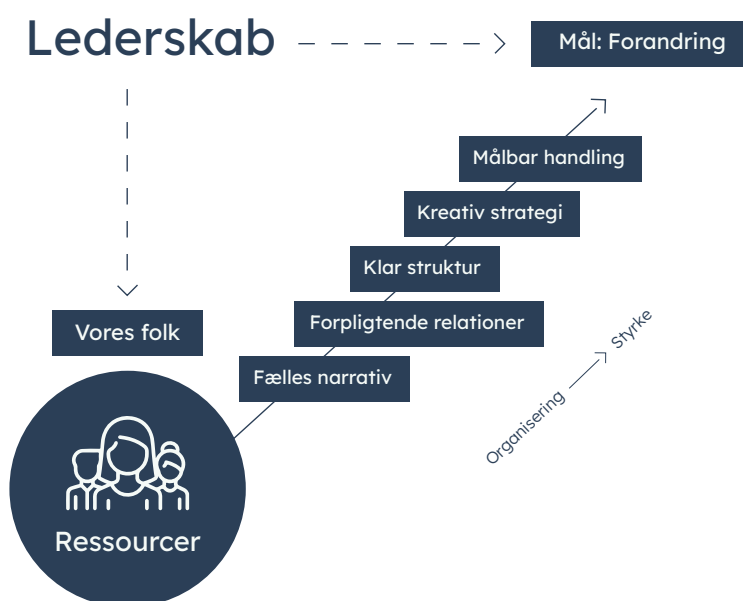 Lederskab
Mål: Forandring
Målbar handling
Kreativ strategi
Klar struktur
Vores folk
Forpligtende relationer
Fælles narrativ
Styrke
Organisering
Ressourcer